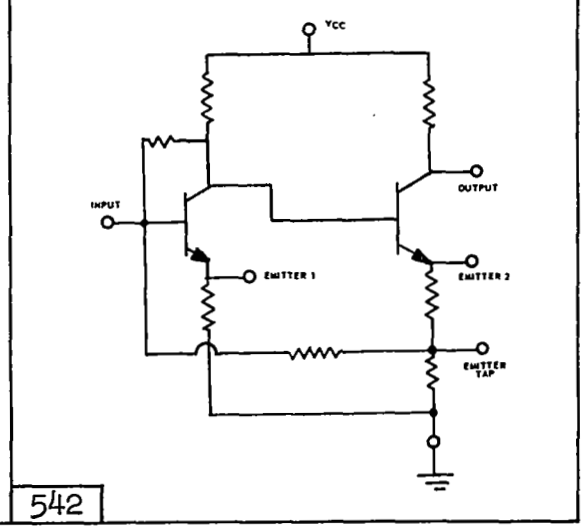 VCC
INPUT
OUTPUT
EMITTER 1
EMITTER 2
EMITTER
TAP
542